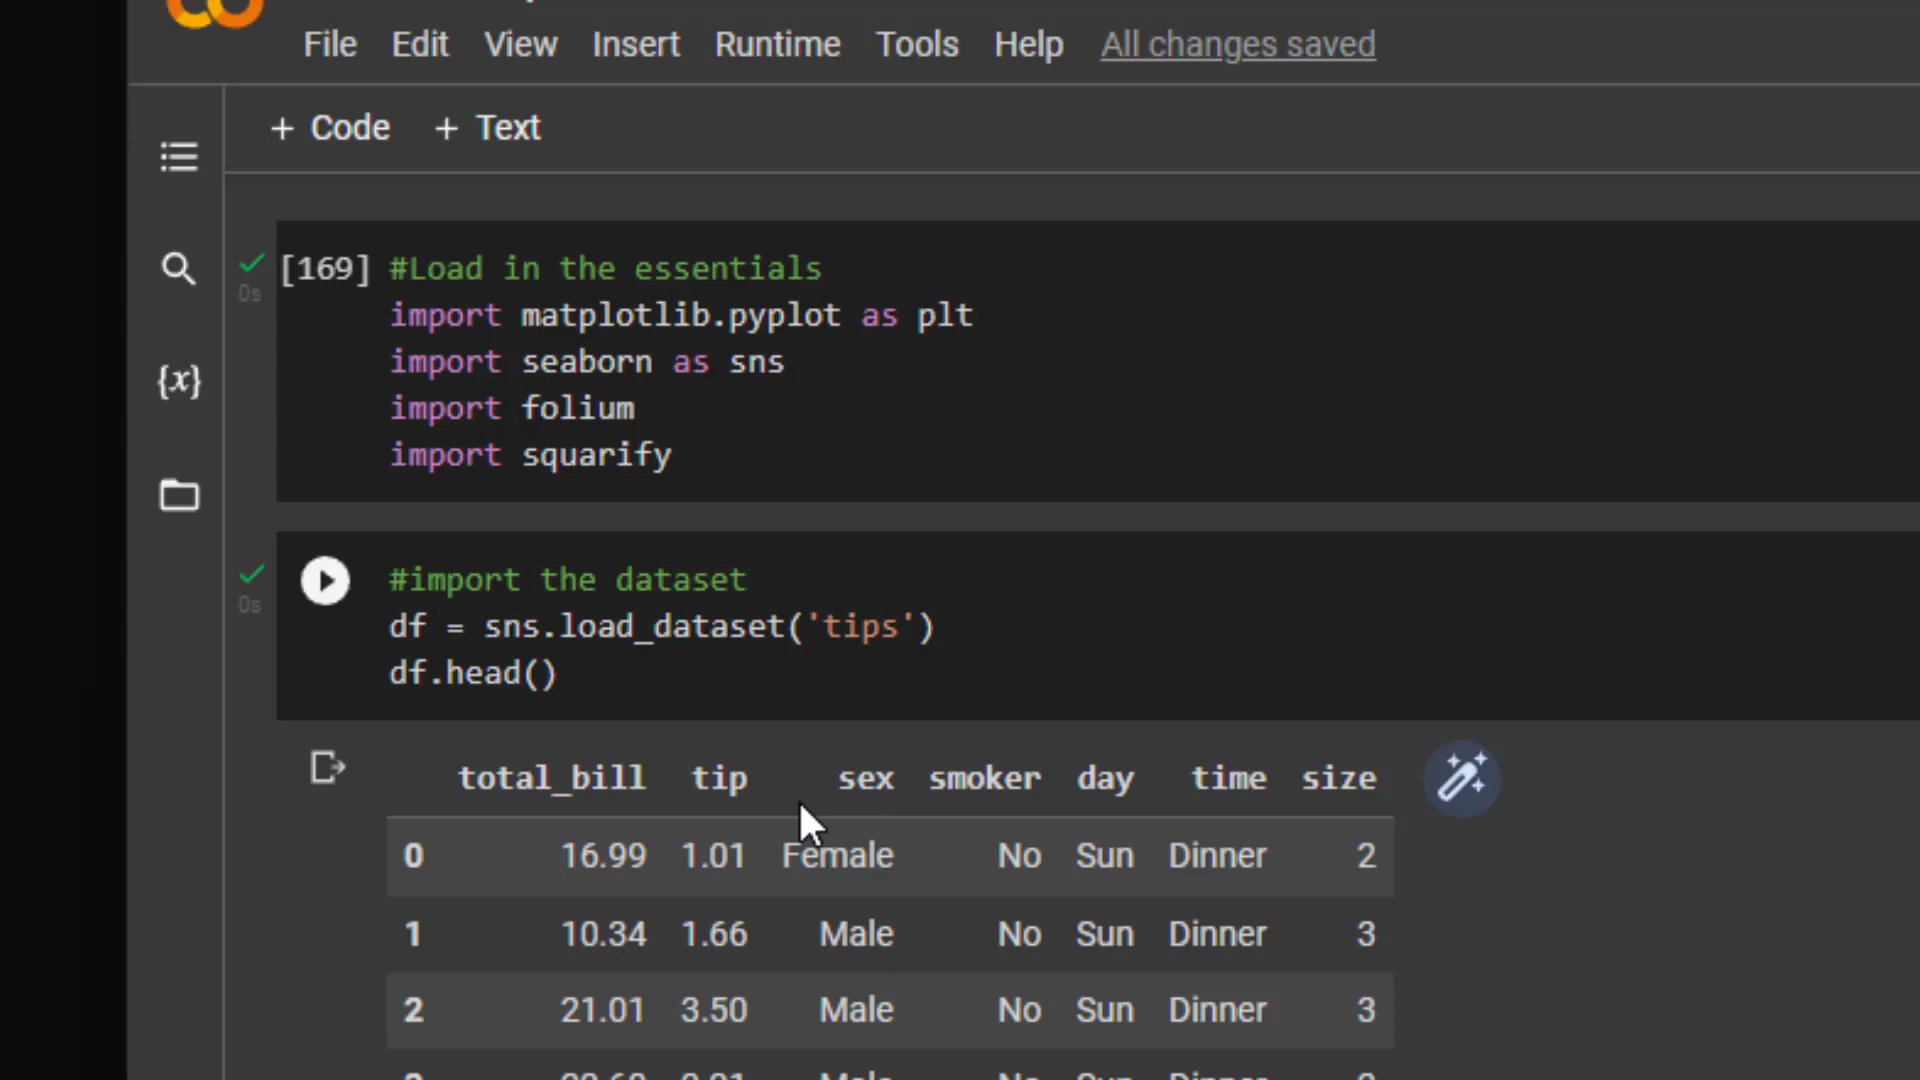 File Edit View Insert Runtime Tools Help All changes saved
+ Code + Text
[169] #Load in the essentials
0s
import matplotlib.pyplot as plt
import seaborn as sns
{x}
import folium
import squarify
#import the dataset
0s
df = sns.load_dataset('tips')
df.head()
total_bill tip sex smoker day time size
0 16.99 1.01 Female No Sun Dinner 2
1 10.34 1.66 Male No Sun Dinner 3
2 21.01 3.50 Male No Sun Dinner 3
Male No Sun Dinner